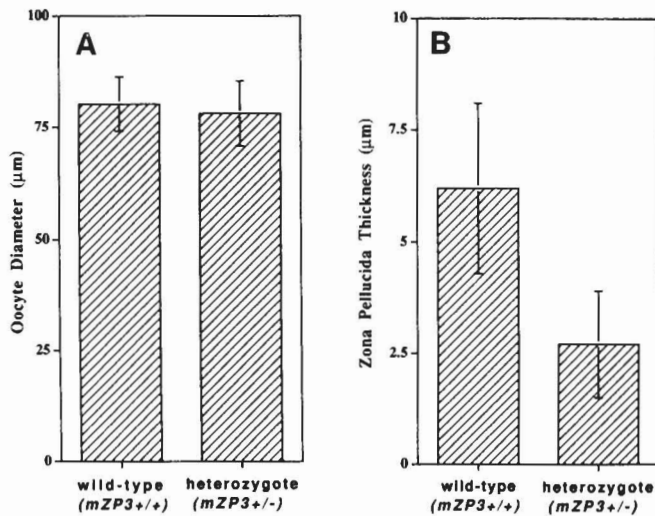 A
Oocyte Diameter (µm)
100
75
50
25
0
wild-type
(mZP3+/+)
heterozygote
(mZP3+/-)
B
Zona Pellucida Thickness (µm)
10
7.5
5
2.5
0
wild-type
(mZP3+/+)
heterozygote
(mZP3+/-)